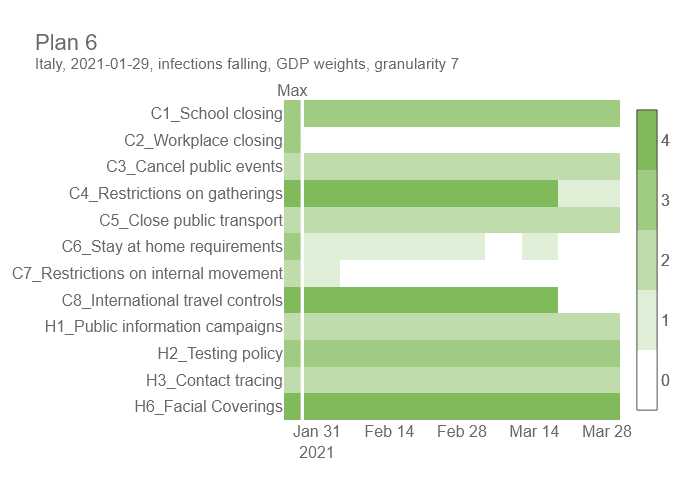 Plan 6
Italy, 2021-01-29, infections falling, GDP weights, granularity 7
Max
C1_School closing
C2_Workplace closing
C3_Cancel public events
C4_Restrictions on gatherings
C5_Close public transport
C6_Stay at home requirements
C7_Restrictions on internal movement
C8_International travel controls
H1_Public information campaigns
H2_Testing policy
H3_Contact tracing
H6_Facial Coverings
Jan 31 Feb 14 Feb 28 Mar 14 Mar 28
2021
4
3
2
1
0